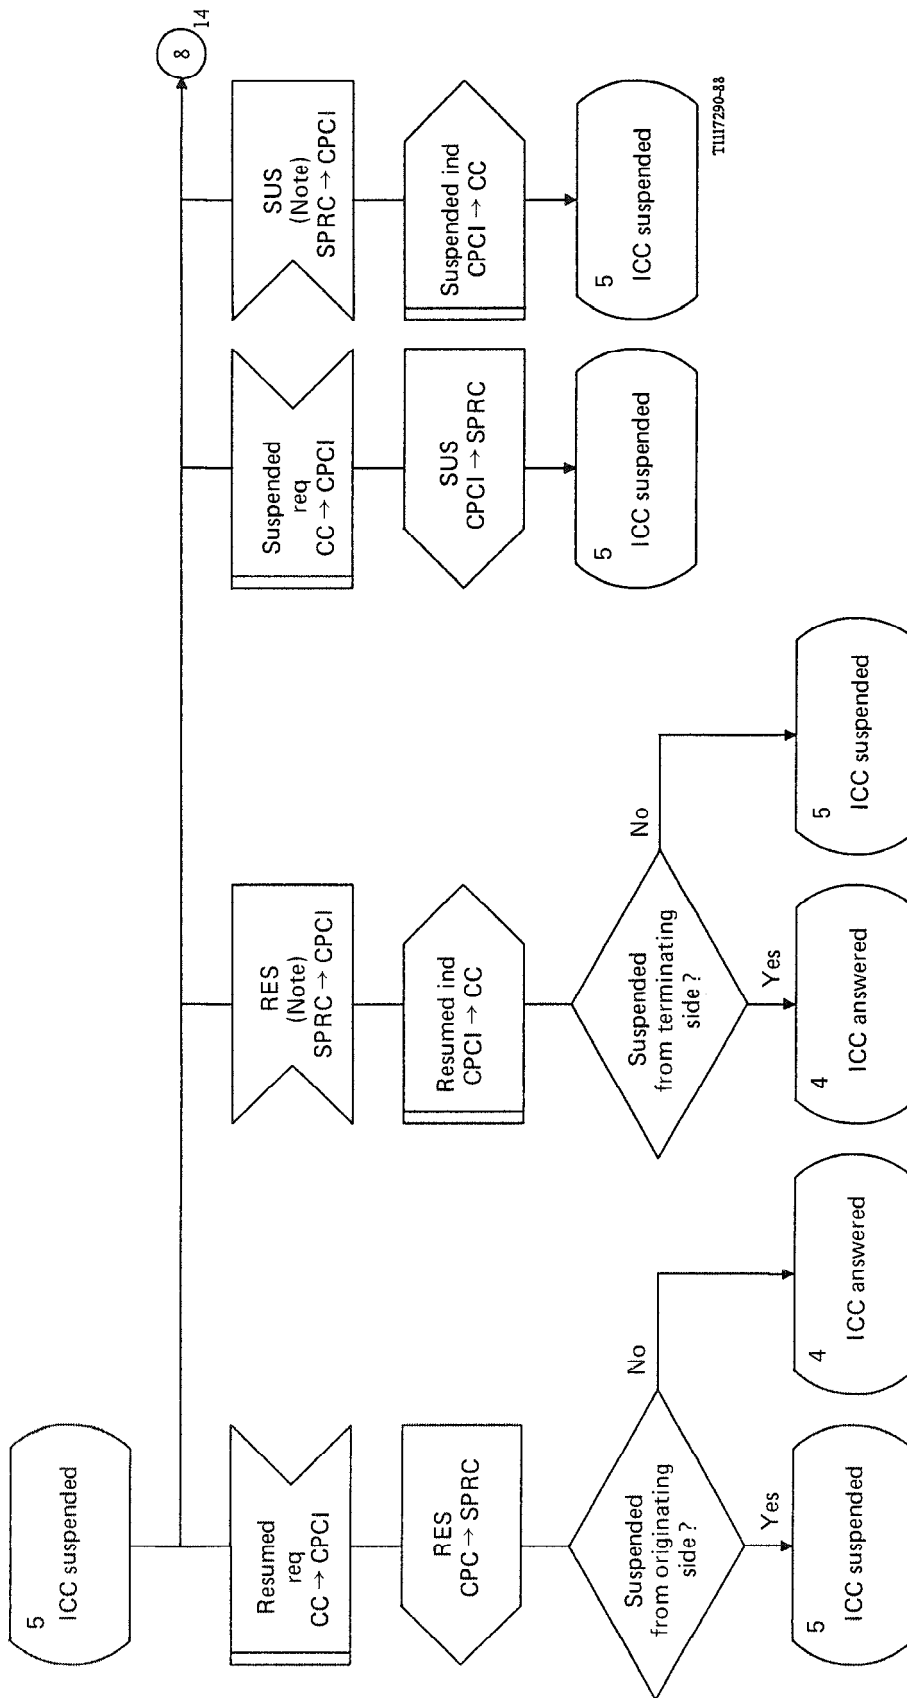 5
ICC suspended
8
14
Resumed
req
CC → CPCI
RES
CPC → SPRC
Suspended
from originating
side ?
Yes
No
5
ICC suspended
4
ICC answered
RES
(Note)
SPRC → CPCI
Resumed ind
CPCI → CC
Suspended
from terminating
side ?
Yes
No
4
ICC answered
5
ICC suspended
Suspended
req
CC → CPCI
SUS
CPCI → SPRC
5
ICC suspended
SUS
(Note)
SPRC → CPCI
Suspended ind
CPCI → CC
5
ICC suspended
T1117290-88